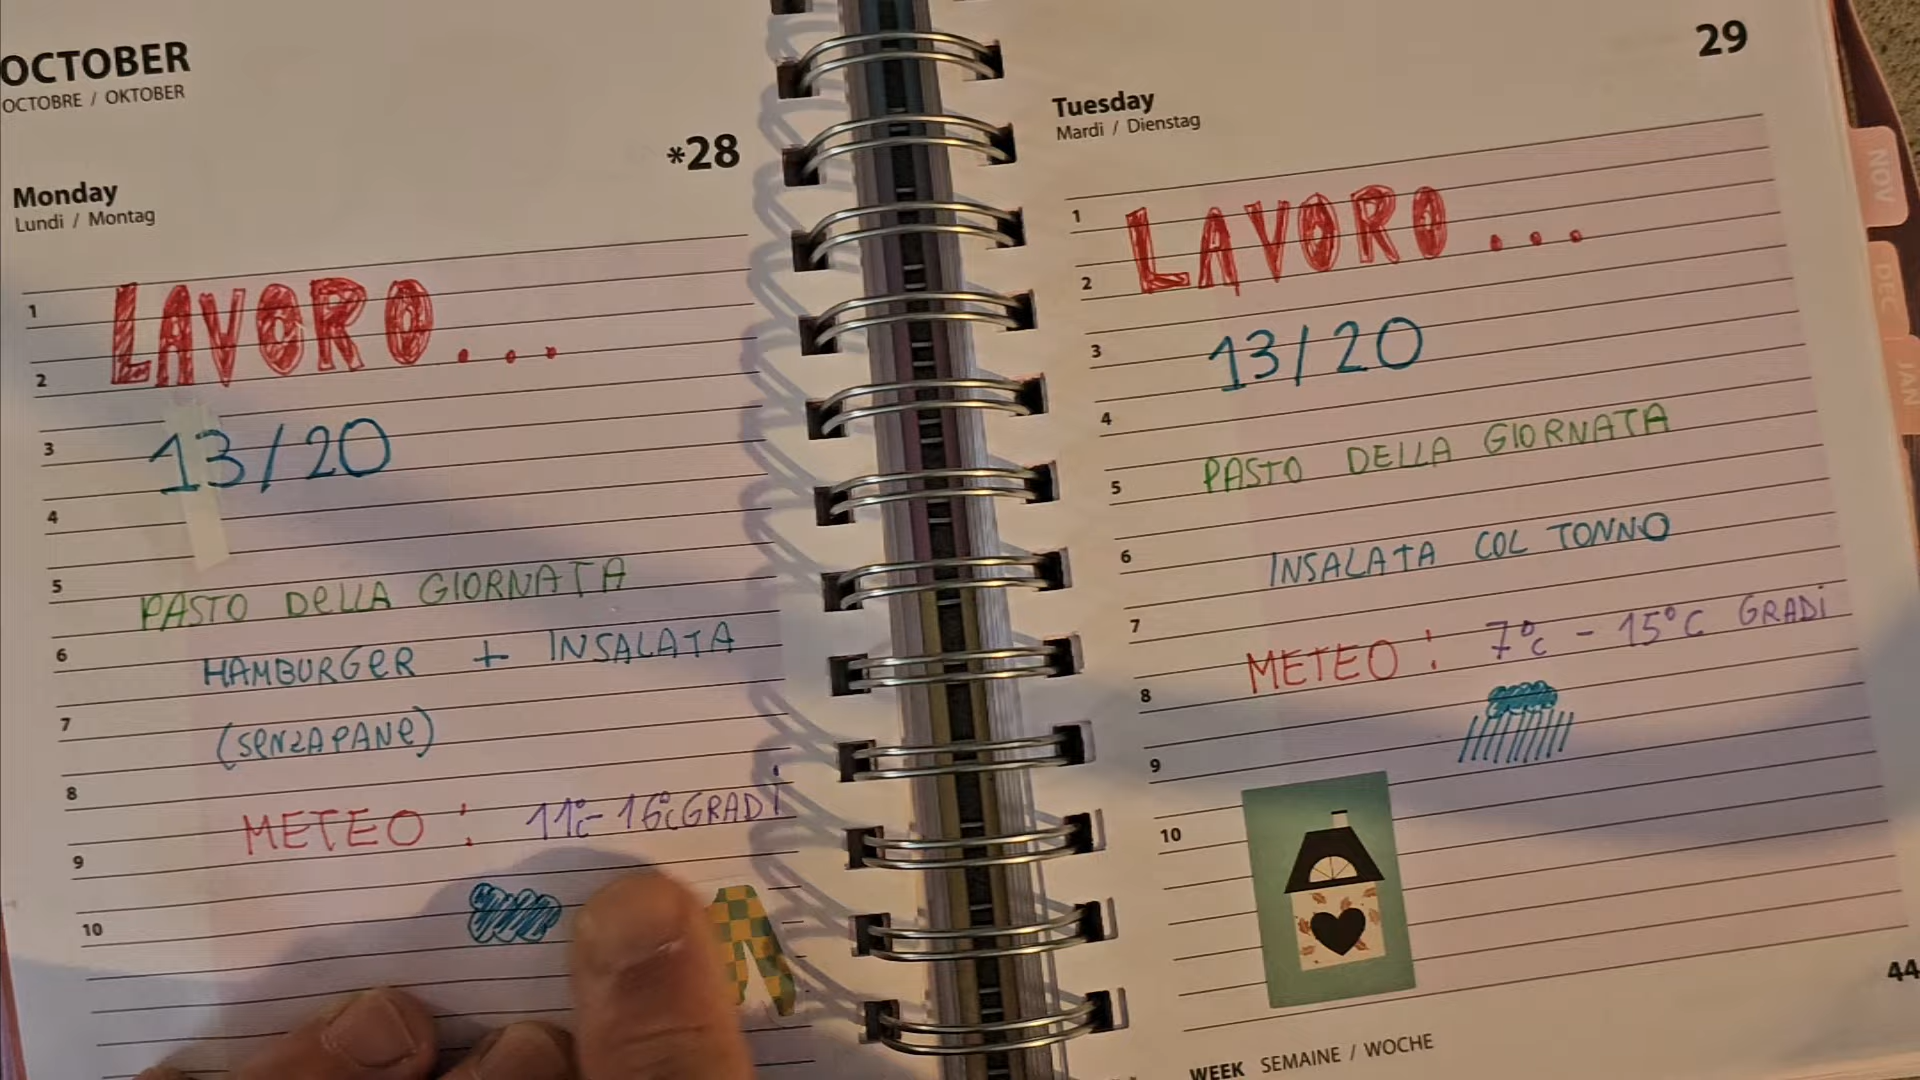 OCTOBER
OCTOBRE / OKTOBER
*28
Monday
Lundi / Montag
1
LAVORO...
2
3
13/20
4
5
PASTO DELLA GIORNATA
6
HAMBURGER + INSALATA
7
(SENZA PANE)
8
METEO : 11°C - 16°C GRADI
9
10
29
Tuesday
Mardi / Dienstag
1
LAVORO...
2
3
13/20
4
PASTO DELLA GIORNATA
5
6
INSALATA COL TONNO
7
METEO : 7°C - 15°C GRADI
8
9
10
44
WEEK SEMAINE / WOCHE
NOV
DEC
JAN